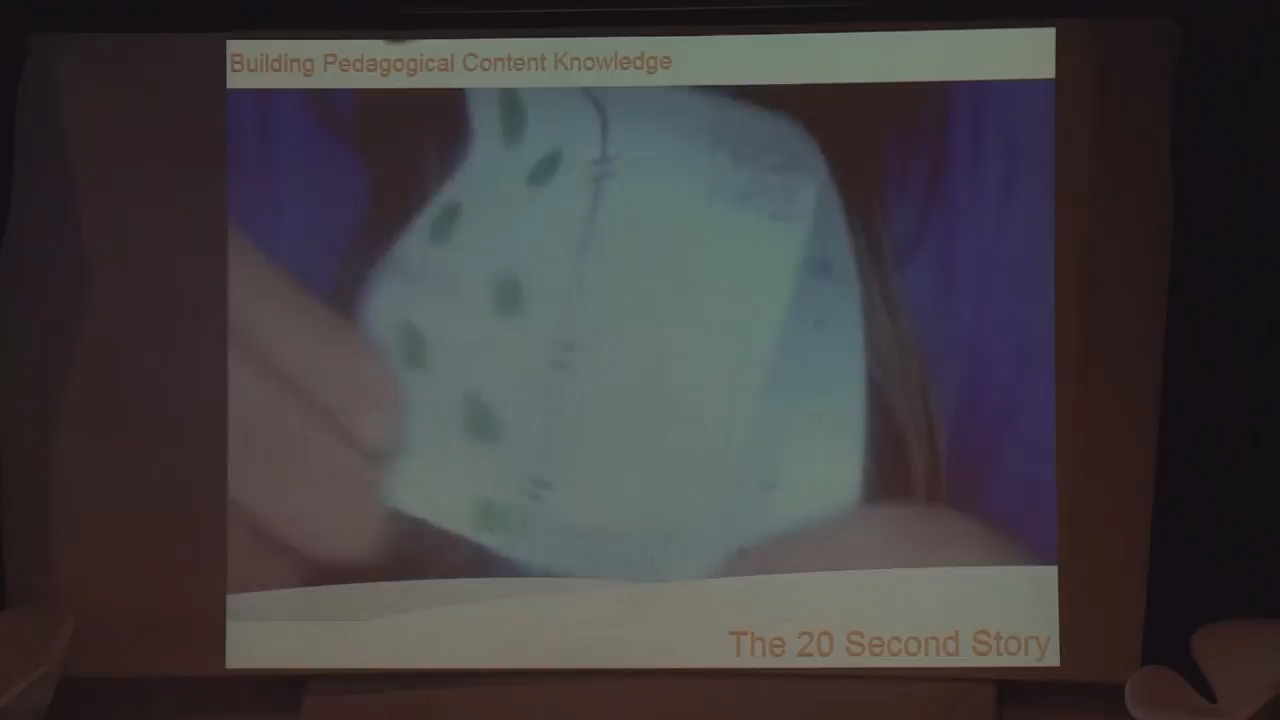 Building Pedagogical Content Knowledge
The 20 Second Story